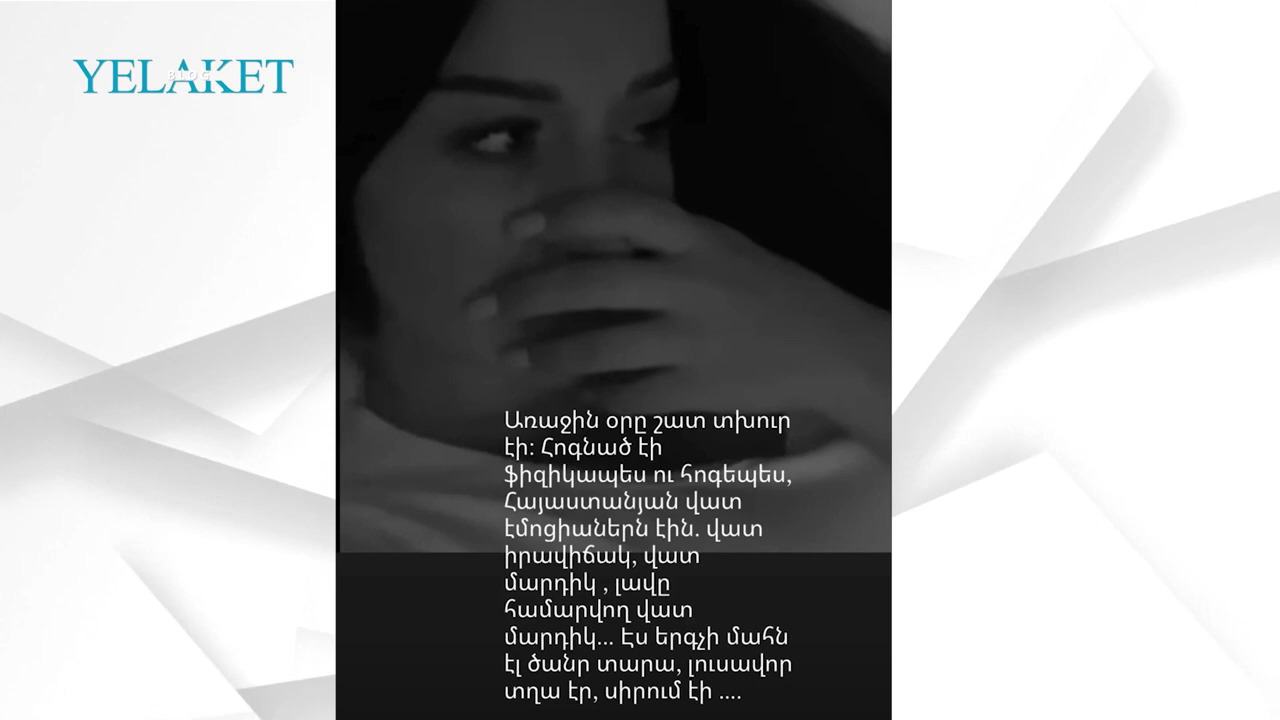 YELAKET
BLOG
Առաջին օրը շատ տխուր
էի։ Հոգնած էի
ֆիզիկապես ու հոգեպես,
Հայաստանյան վատ
էմոցիաներն էին. վատ
իրավիճակ, վատ
մարդիկ , լավը
համարվող վատ
մարդիկ... Էս երգչի մահն
էլ ծանր տարա, լուսավոր
տղա էր, սիրում էի ....